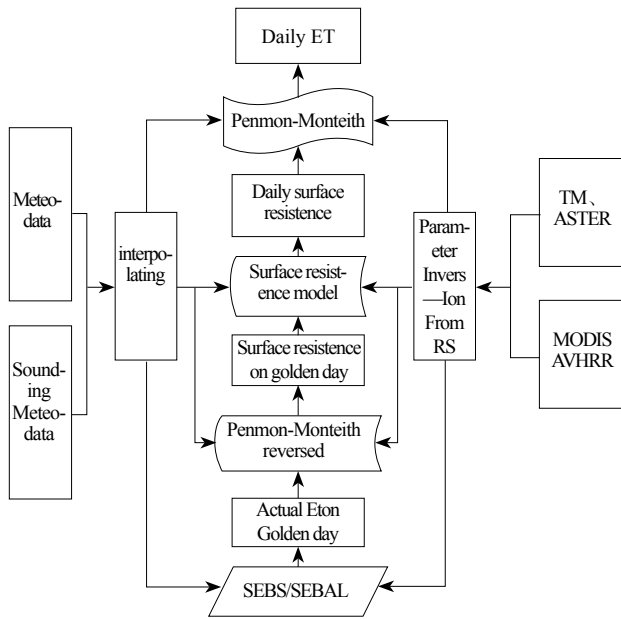 Daily ET
Penmon-Monteith
Meteo-
data
Daily surface
resistence
TM、
ASTER
interpo-
lating
Param-
eter
Invers
—Ion
From
RS
Surface resist-
ence model
Sound-
ing
Meteo-
data
Surface resistence
on golden day
MODIS
AVHRR
Penmon-Monteith
reversed
Actual Eton
Golden day
SEBS/SEBAL